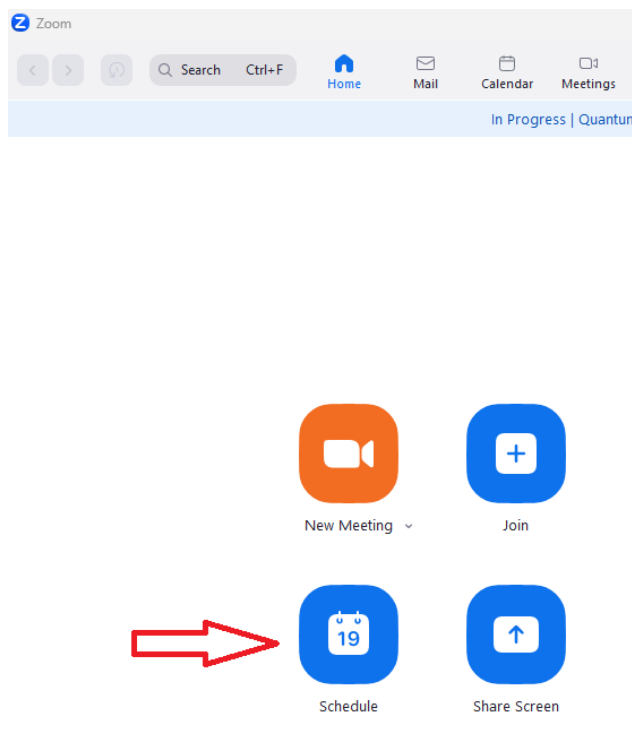 Zoom
Search Ctrl+F
Home Mail Calendar Meetings
In Progress | Quantum
New Meeting Join
19
Schedule Share Screen